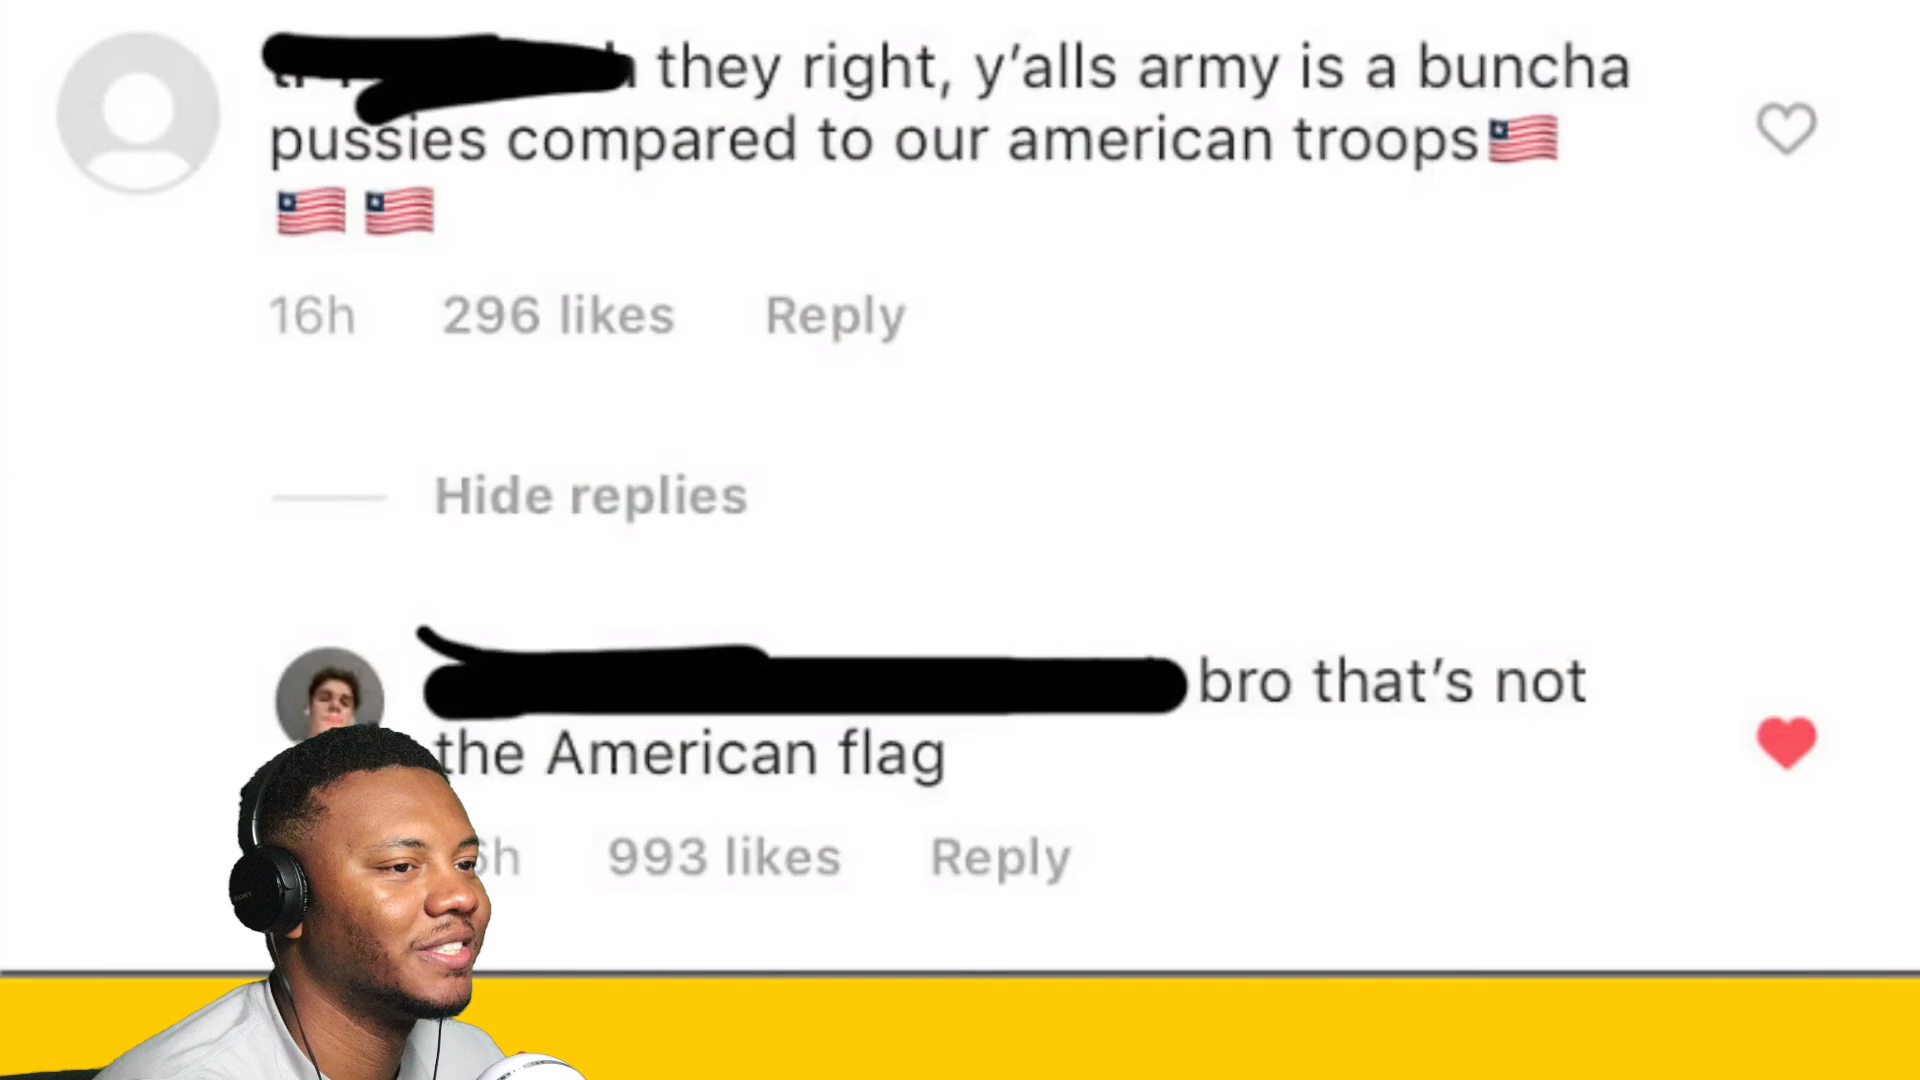 they right, y'alls army is a buncha
pussies compared to our american troops🇱🇷
🇱🇷 🇱🇷
16h 296 likes Reply
Hide replies
bro that's not
the American flag
993 likes Reply
SONY